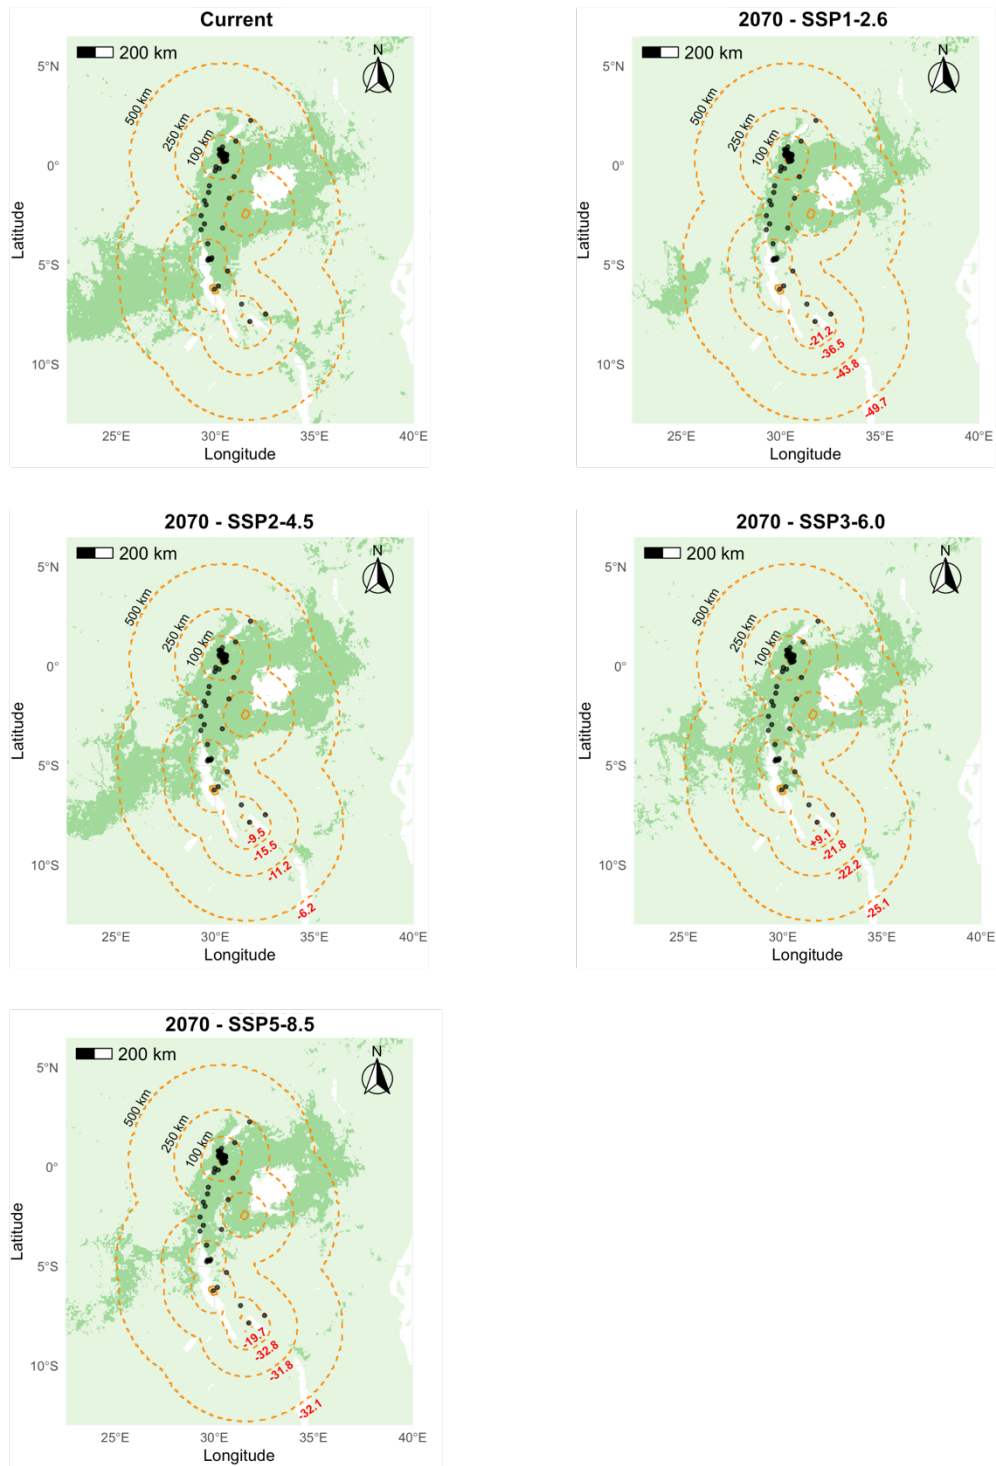 Current
200 km
N
500 km
250 km
100 km
5°N
0°
5°S
10°S
Latitude
25°E
30°E
35°E
40°E
Longitude
2070 - SSP1-2.6
200 km
N
500 km
250 km
100 km
5°N
0°
5°S
10°S
Latitude
-21.2
-36.5
-43.8
-49.7
25°E
30°E
35°E
40°E
Longitude
2070 - SSP2-4.5
200 km
N
500 km
250 km
100 km
5°N
0°
5°S
10°S
Latitude
-9.5
-15.5
-11.2
-6.2
25°E
30°E
35°E
40°E
Longitude
2070 - SSP3-6.0
200 km
N
500 km
250 km
100 km
5°N
0°
5°S
10°S
Latitude
+9.1
-21.8
-22.2
-25.1
25°E
30°E
35°E
40°E
Longitude
2070 - SSP5-8.5
200 km
N
500 km
250 km
100 km
5°N
0°
5°S
10°S
Latitude
-19.7
-32.8
-31.8
-32.1
25°E
30°E
35°E
40°E
Longitude